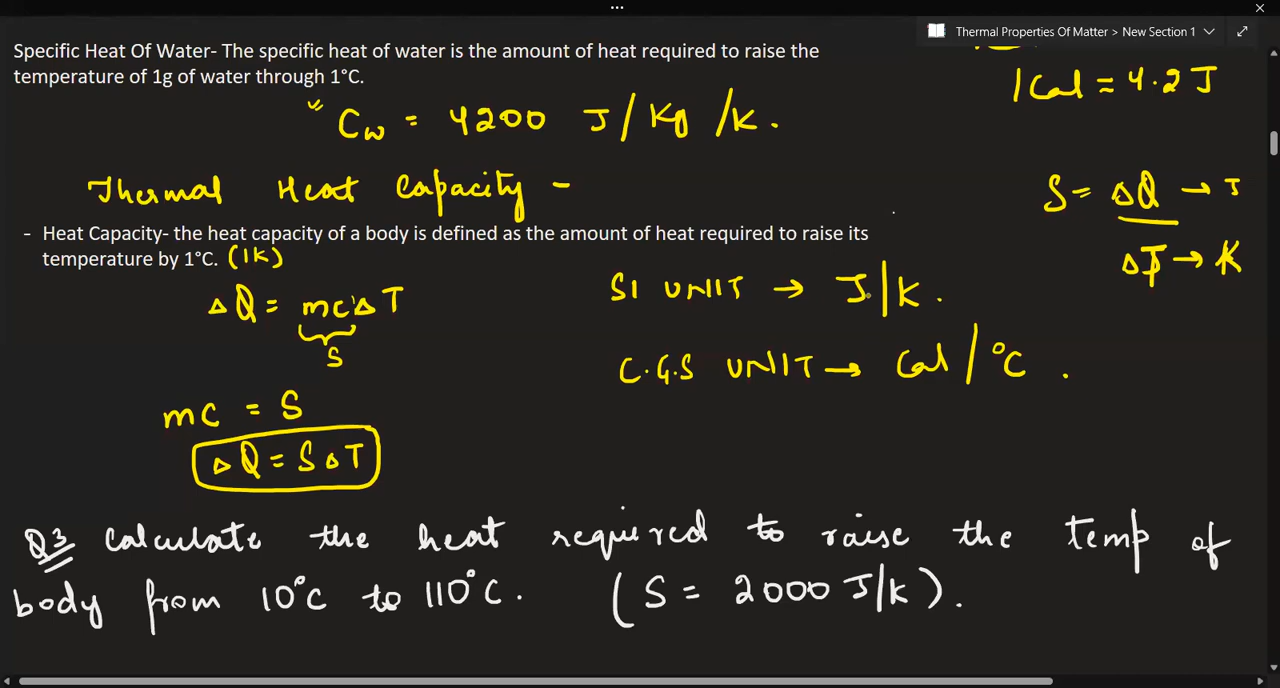 Thermal Properties Of Matter > New Section 1
Specific Heat Of Water- The specific heat of water is the amount of heat required to raise the
temperature of 1g of water through 1°C.
1 Cal = 4.2 J
Cw = 4200 J/Kg/K.
Thermal Heat Capacity -
S = ΔQ → J
ΔT → K
- Heat Capacity- the heat capacity of a body is defined as the amount of heat required to raise its
temperature by 1°C. (1K)
ΔQ = mcΔT
S
SI UNIT → J/K.
C.G.S UNIT → Cal/°C.
mc = S
ΔQ = SΔT
Q3 Calculate the heat required to raise the temp of
body from 10°C to 110°C. (S = 2000 J/K).